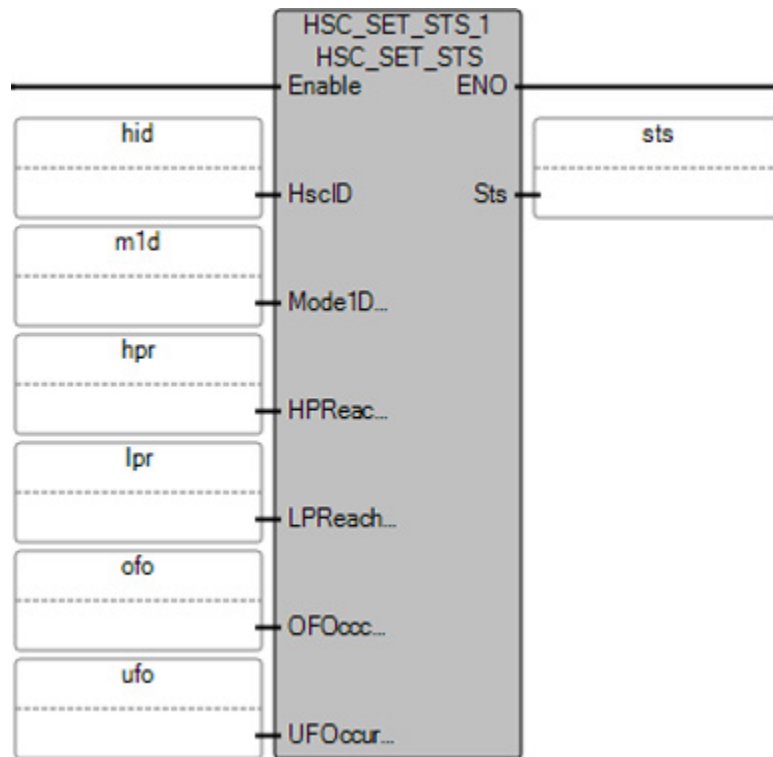 HSC_SET_STS_1
HSC_SET_STS
Enable ENO
hid sts
HscID Sts
m1d
Mode1D...
hpr
HPReac...
lpr
LPReach...
ofo
OFOccc...
ufo
UFOccur...